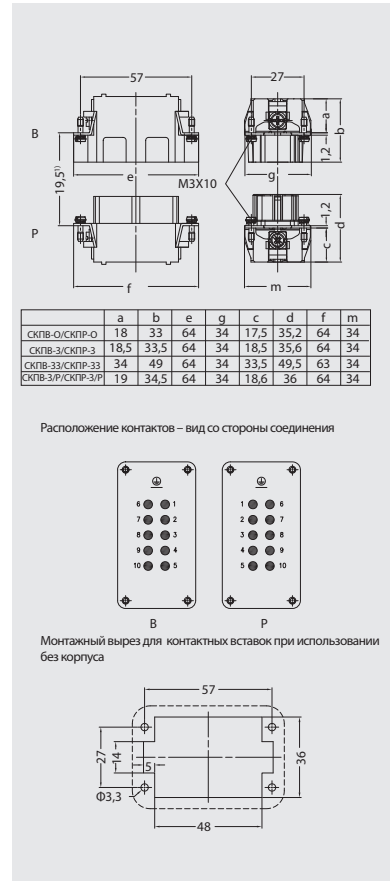 57
27
B
a
b
1,2
19,5¹⁾
e
g
M3X10
P
1,2
d
c
f
m
a b e g c d f m
СКПВ-О/СКПР-О 18 33 64 34 17,5 35,2 64 34
СКПВ-З/СКПР-З 18,5 33,5 64 34 18,5 35,6 64 34
СКПВ-33/СКПР-33 34 49 64 34 33,5 49,5 63 34
СКПВ-З/Р/СКПР-З/Р 19 34,5 64 34 18,6 36 64 34
Расположение контактов – вид со стороны соединения
6 1 1 6
7 2 2 7
8 3 3 8
9 4 4 9
10 5 5 10
B P
Монтажный вырез для контактных вставок при использовании
без корпуса
57
27
14
5
36
Ф3,3
48